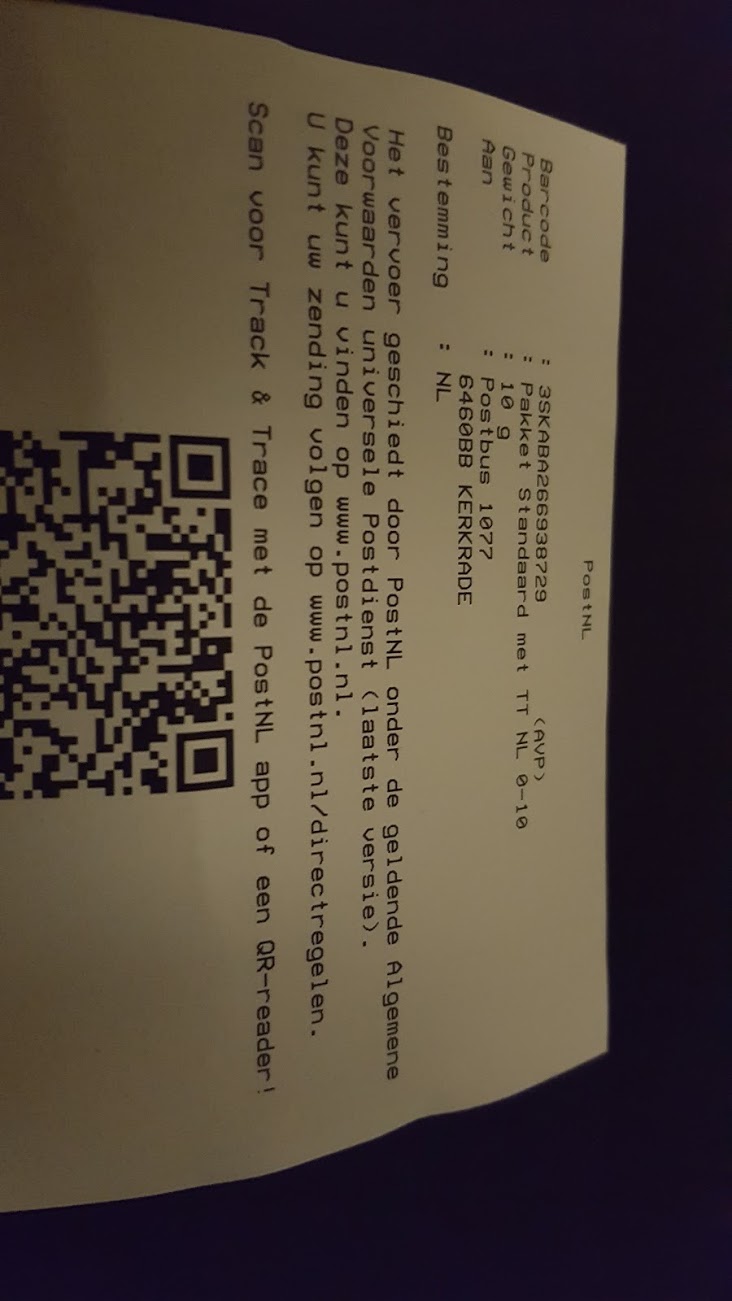 PostNL
(AVP)
Barcode : 3SKABA266938729
Product : Pakket Standaard met TT NL 0-10
Gewicht : 10 g
Aan : Postbus 1077
6460BB KERKRADE
Bestemming : NL
Het vervoer geschiedt door PostNL onder de geldende Algemene
Voorwaarden universele Postdienst (laatste versie).
Deze kunt u vinden op www.postnl.nl.
U kunt uw zending volgen op www.postnl.nl/directregelen.
Scan voor Track & Trace met de PostNL app of een QR-reader!